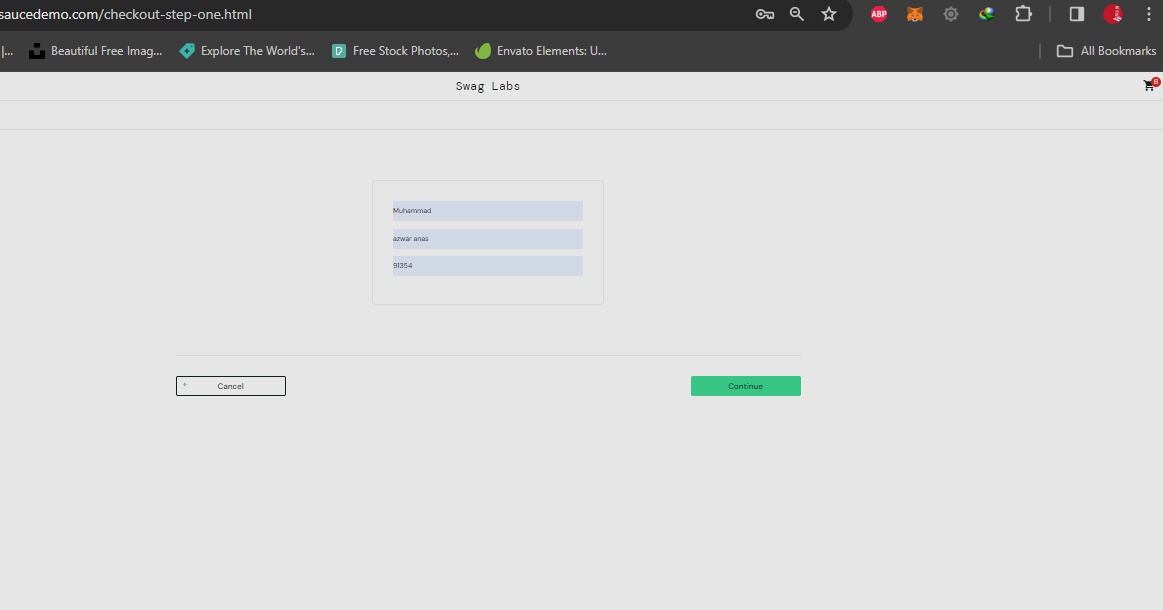 saucedemo.com/checkout-step-one.html
ABP
|... Beautiful Free Imag... Explore The World's... Free Stock Photos,... Envato Elements: U... All Bookmarks
Swag Labs
6
Muhammad
azwar anas
91354
Cancel
Continue